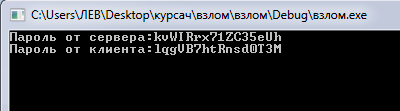 C:\Users\ЛЕВ\Desktop\курсач\взлом\взлом\Debug\взлом.exe
Пароль от сервера:kvWIRrx71ZC35eUh
Пароль от клиента:lqgVB7htRnsd0T3M